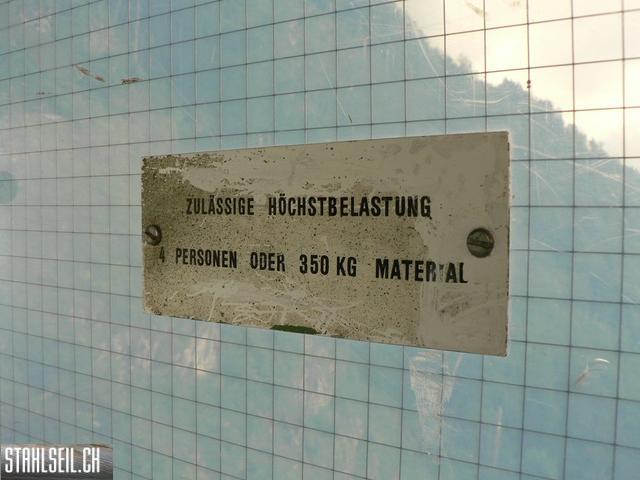 ZULÄSSIGE HÖCHSTBELASTUNG
4 PERSONEN ODER 350 KG MATERIAL
STAHLSEIL.CH